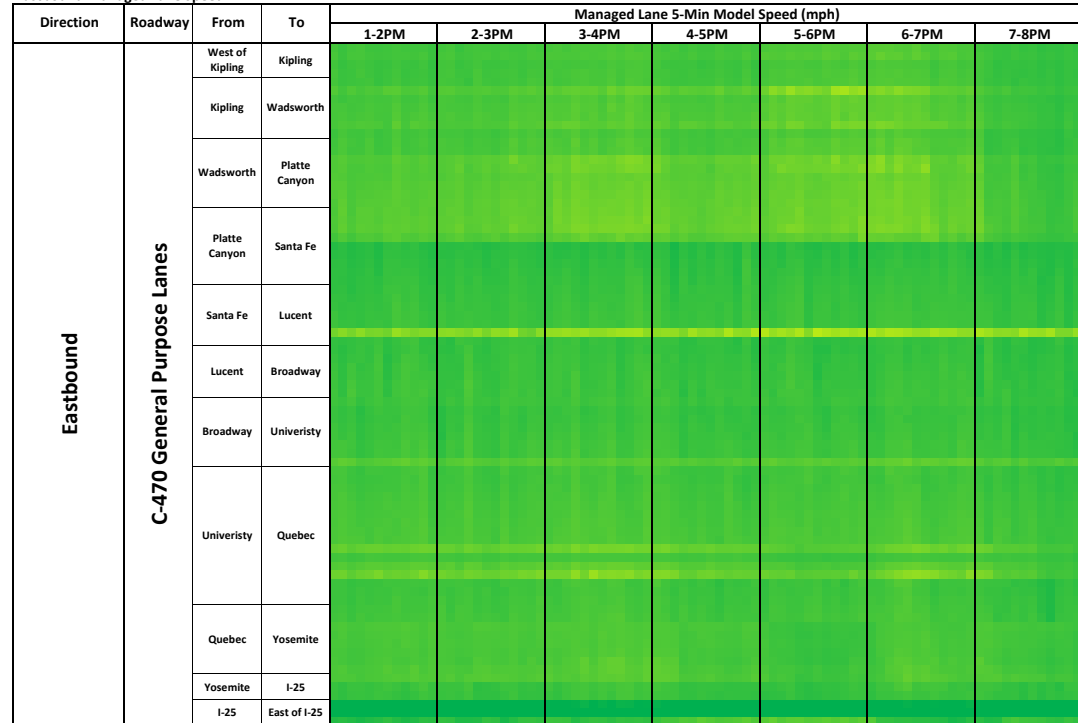 Direction Roadway From To Managed Lane 5-Min Model Speed (mph)
1-2PM 2-3PM 3-4PM 4-5PM 5-6PM 6-7PM 7-8PM
Eastbound
C-470 General Purpose Lanes
West of
Kipling
Kipling
Kipling Wadsworth
Wadsworth
Platte
Canyon
Platte
Canyon
Santa Fe
Santa Fe Lucent
Lucent Broadway
Broadway Univeristy
Univeristy Quebec
Quebec Yosemite
Yosemite I-25
I-25 East of I-25